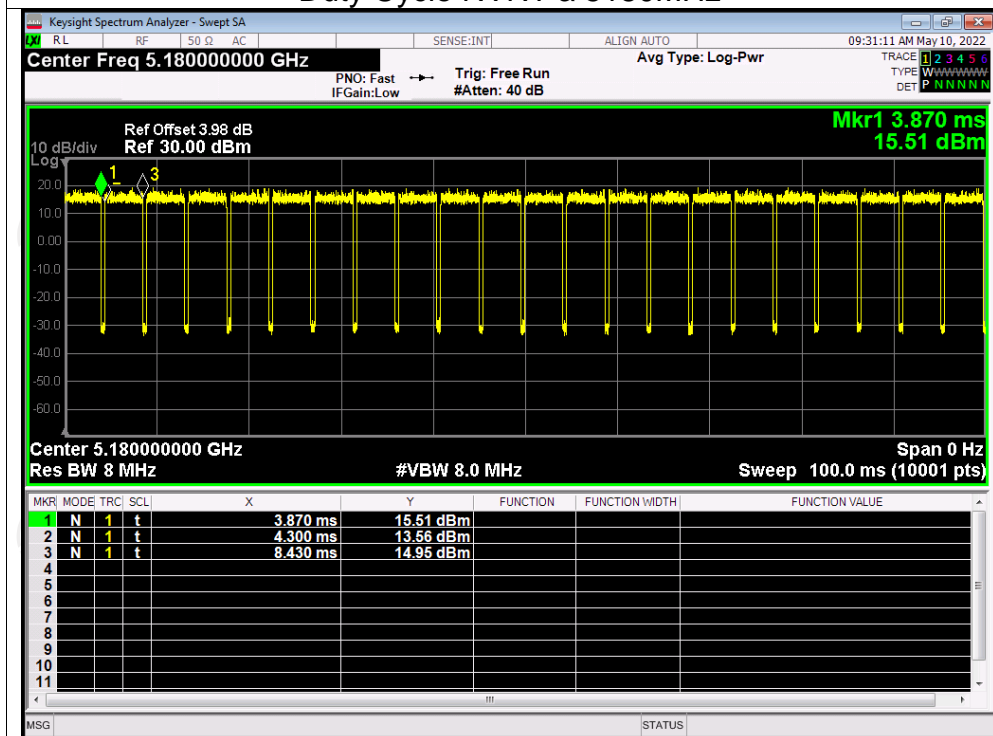 Keysight Spectrum Analyzer - Swept SA
RL RF 50 Ω AC SENSE:INT ALIGN AUTO 09:31:11 AM May 10, 2022
Center Freq 5.180000000 GHz
PNO: Fast
IFGain:Low
Trig: Free Run
#Atten: 40 dB
Avg Type: Log-Pwr
TRACE 1 2 3 4 5 6
TYPE WWWWWW
DET P N N N N N
Mkr1 3.870 ms
15.51 dBm
Ref Offset 3.98 dB
10 dB/div Ref 30.00 dBm
Log
1
3
20.0
10.0
0.00
-10.0
-20.0
-30.0
-40.0
-50.0
-60.0
Center 5.180000000 GHz Span 0 Hz
Res BW 8 MHz #VBW 8.0 MHz Sweep 100.0 ms (10001 pts)
MKR MODE TRC SCL X Y FUNCTION FUNCTION WIDTH FUNCTION VALUE
1 N 1 t 3.870 ms 15.51 dBm
2 N 1 t 4.300 ms 13.56 dBm
3 N 1 t 8.430 ms 14.95 dBm
4
5
6
7
8
9
10
11
MSG STATUS